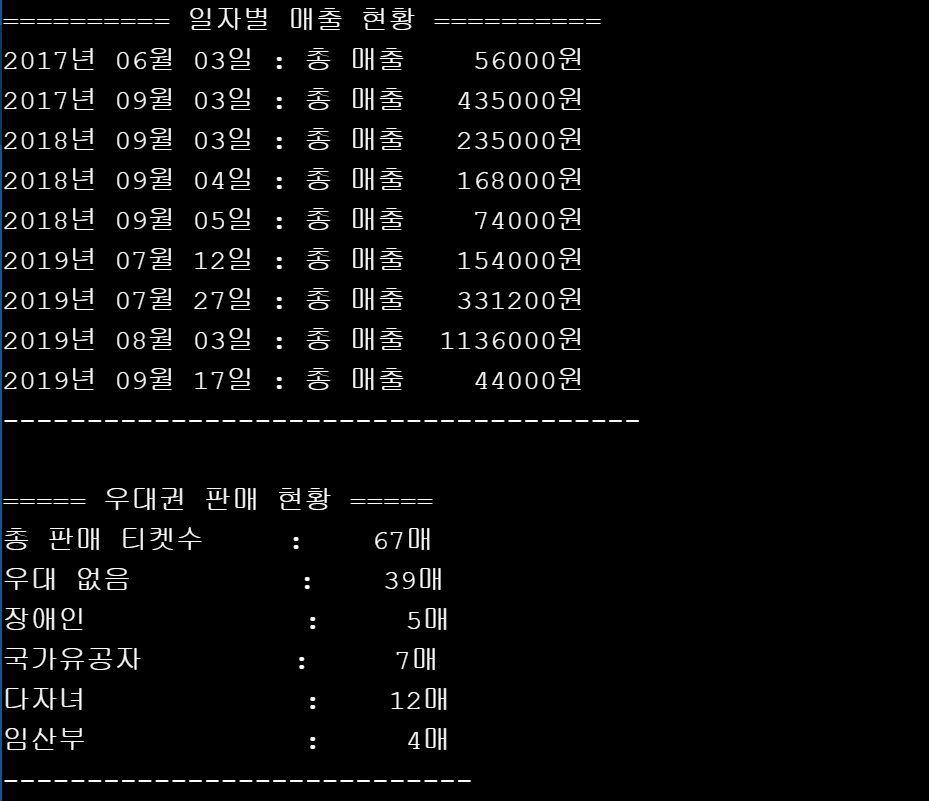 ========== 일자별 매출 현황 ==========
2017년 06월 03일 : 총 매출    56000원
2017년 09월 03일 : 총 매출   435000원
2018년 09월 03일 : 총 매출   235000원
2018년 09월 04일 : 총 매출   168000원
2018년 09월 05일 : 총 매출    74000원
2019년 07월 12일 : 총 매출   154000원
2019년 07월 27일 : 총 매출   331200원
2019년 08월 03일 : 총 매출  1136000원
2019년 09월 17일 : 총 매출    44000원
--------------------------------------
===== 우대권 판매 현황 =====
총 판매 티켓수     :    67매
우대 없음          :    39매
장애인             :     5매
국가유공자         :     7매
다자녀             :    12매
임산부             :     4매
----------------------------